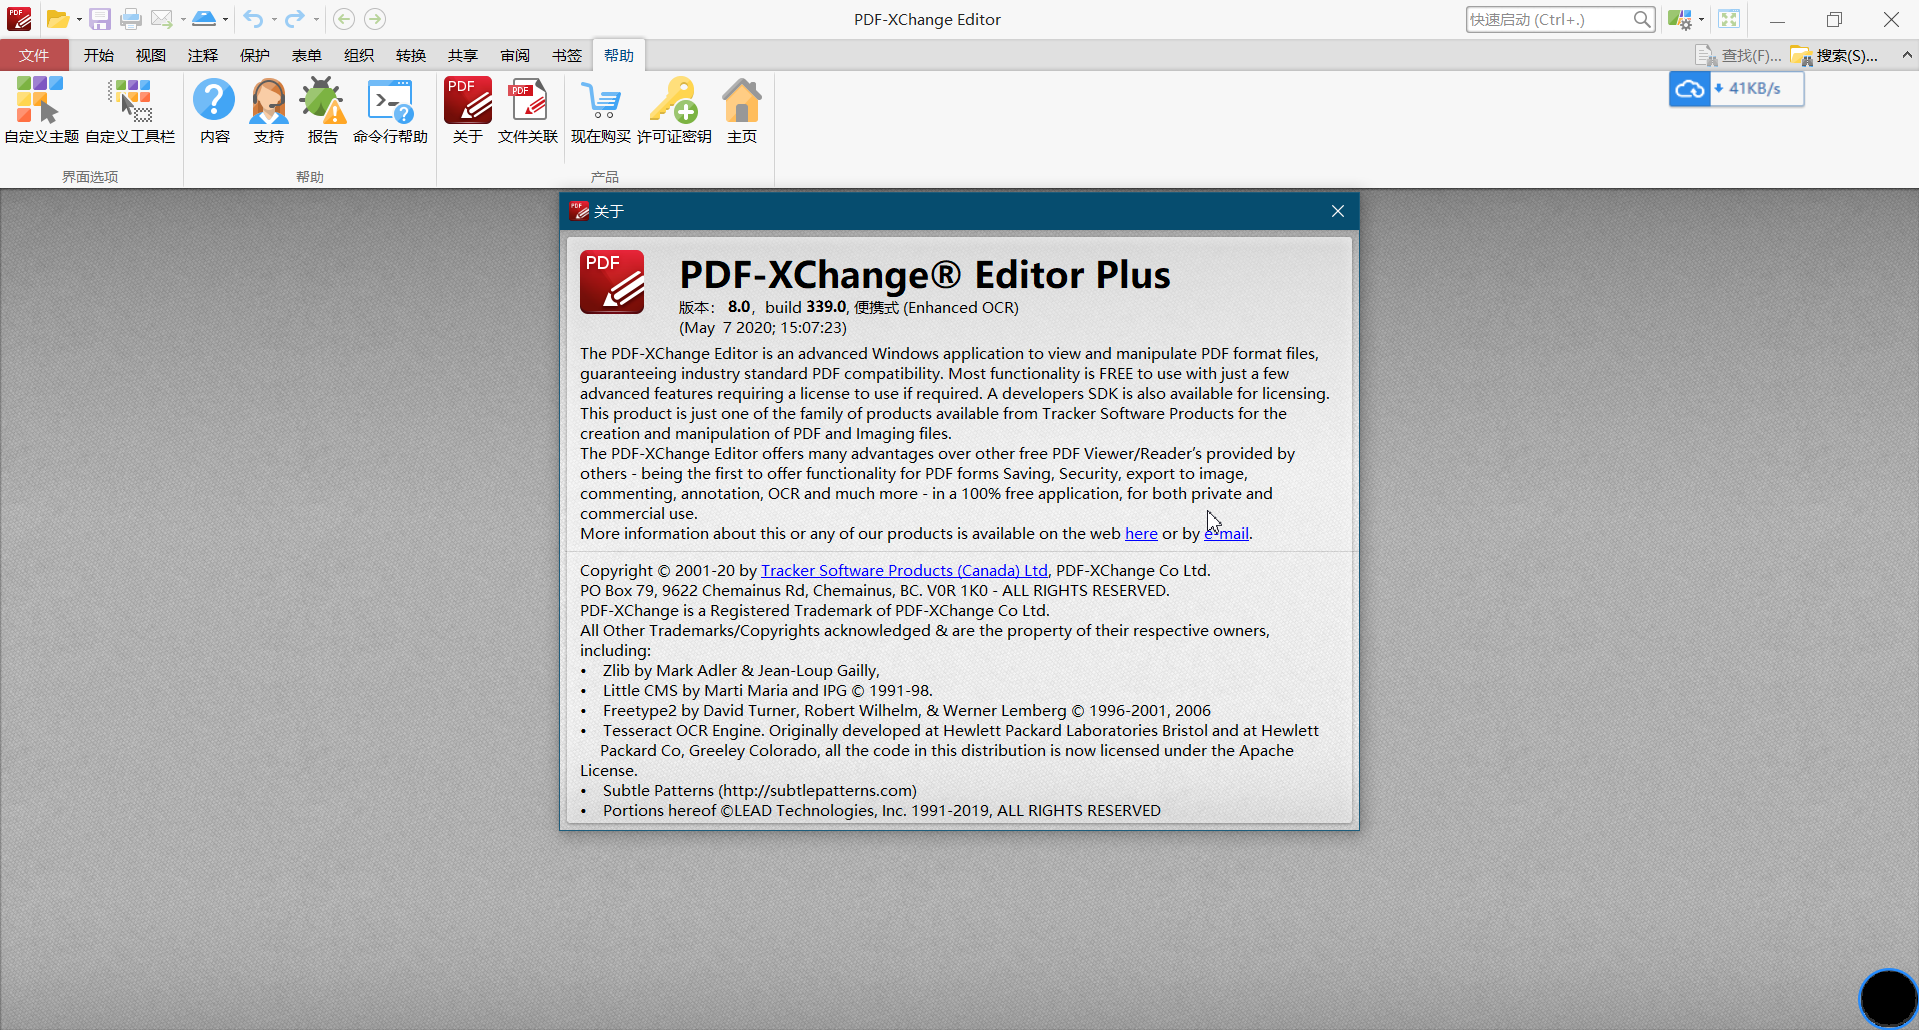 PDF-XChange Editor
快速启动 (Ctrl+.)
文件 开始 视图 注释 保护 表单 组织 转换 共享 审阅 书签 帮助
查找(F)... 搜索(S)...
41KB/s
PDF PDF
自定义主题 自定义工具栏 内容 支持 报告 命令行帮助 关于 文件关联 现在购买 许可证密钥 主页
界面选项 帮助 产品
关于
PDF
PDF-XChange® Editor Plus
版本： 8.0, build 339.0, 便携式 (Enhanced OCR)
(May 7 2020; 15:07:23)
The PDF-XChange Editor is an advanced Windows application to view and manipulate PDF format files,
guaranteeing industry standard PDF compatibility. Most functionality is FREE to use with just a few
advanced features requiring a license to use if required. A developers SDK is also available for licensing.
This product is just one of the family of products available from Tracker Software Products for the
creation and manipulation of PDF and Imaging files.
The PDF-XChange Editor offers many advantages over other free PDF Viewer/Reader’s provided by
others - being the first to offer functionality for PDF forms Saving, Security, export to image,
commenting, annotation, OCR and much more - in a 100% free application, for both private and
commercial use.
More information about this or any of our products is available on the web here or by e-mail.
Copyright © 2001-20 by Tracker Software Products (Canada) Ltd, PDF-XChange Co Ltd.
PO Box 79, 9622 Chemainus Rd, Chemainus, BC. V0R 1K0 - ALL RIGHTS RESERVED.
PDF-XChange is a Registered Trademark of PDF-XChange Co Ltd.
All Other Trademarks/Copyrights acknowledged & are the property of their respective owners,
including:
• Zlib by Mark Adler & Jean-Loup Gailly,
• Little CMS by Marti Maria and IPG © 1991-98.
• Freetype2 by David Turner, Robert Wilhelm, & Werner Lemberg © 1996-2001, 2006
• Tesseract OCR Engine. Originally developed at Hewlett Packard Laboratories Bristol and at Hewlett
Packard Co, Greeley Colorado, all the code in this distribution is now licensed under the Apache
License.
• Subtle Patterns (http://subtlepatterns.com)
• Portions hereof ©LEAD Technologies, Inc. 1991-2019, ALL RIGHTS RESERVED